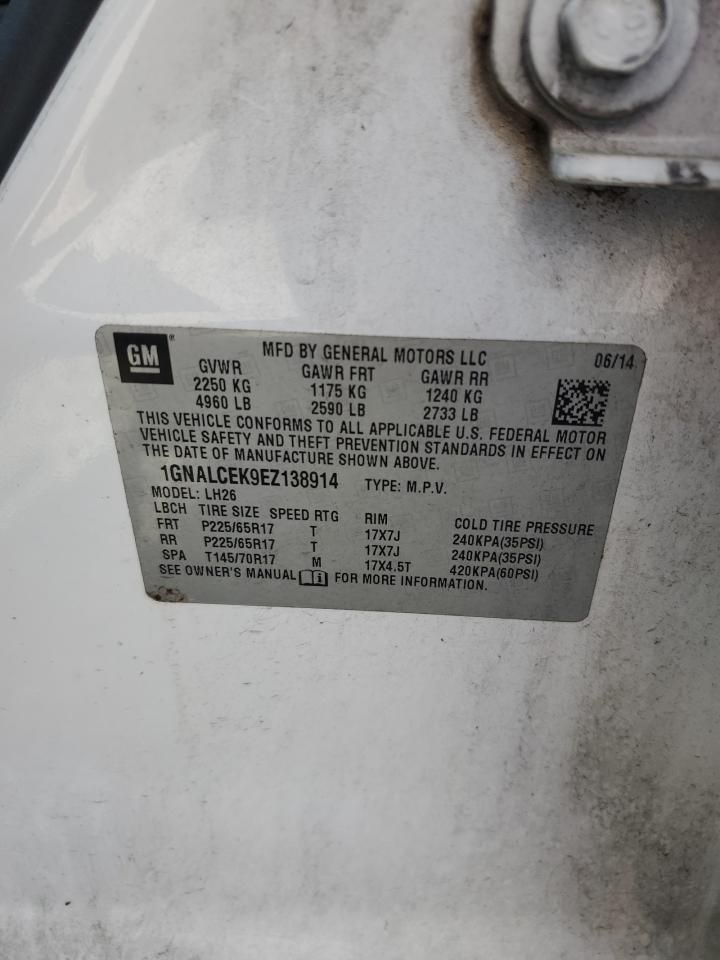 GM®
MFD BY GENERAL MOTORS LLC 06/14
GVWR GAWR FRT GAWR RR
2250 KG 1175 KG 1240 KG
4960 LB 2590 LB 2733 LB
THIS VEHICLE CONFORMS TO ALL APPLICABLE U.S. FEDERAL MOTOR
VEHICLE SAFETY AND THEFT PREVENTION STANDARDS IN EFFECT ON
THE DATE OF MANUFACTURE SHOWN ABOVE.
1GNALCEK9EZ138914 TYPE: M.P.V.
MODEL: LH26
LBCH TIRE SIZE SPEED RTG RIM COLD TIRE PRESSURE
FRT P225/65R17 T 17X7J 240KPA(35PSI)
RR P225/65R17 T 17X7J 240KPA(35PSI)
SPA T145/70R17 M 17X4.5T 420KPA(60PSI)
SEE OWNER'S MANUAL FOR MORE INFORMATION.